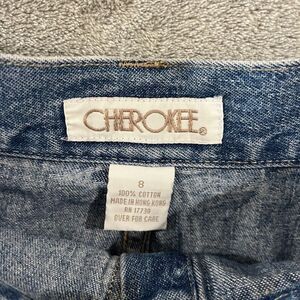 CHEROKEE®
8
100% COTTON
MADE IN HONG KONG
RN 17730
OVER FOR CARE